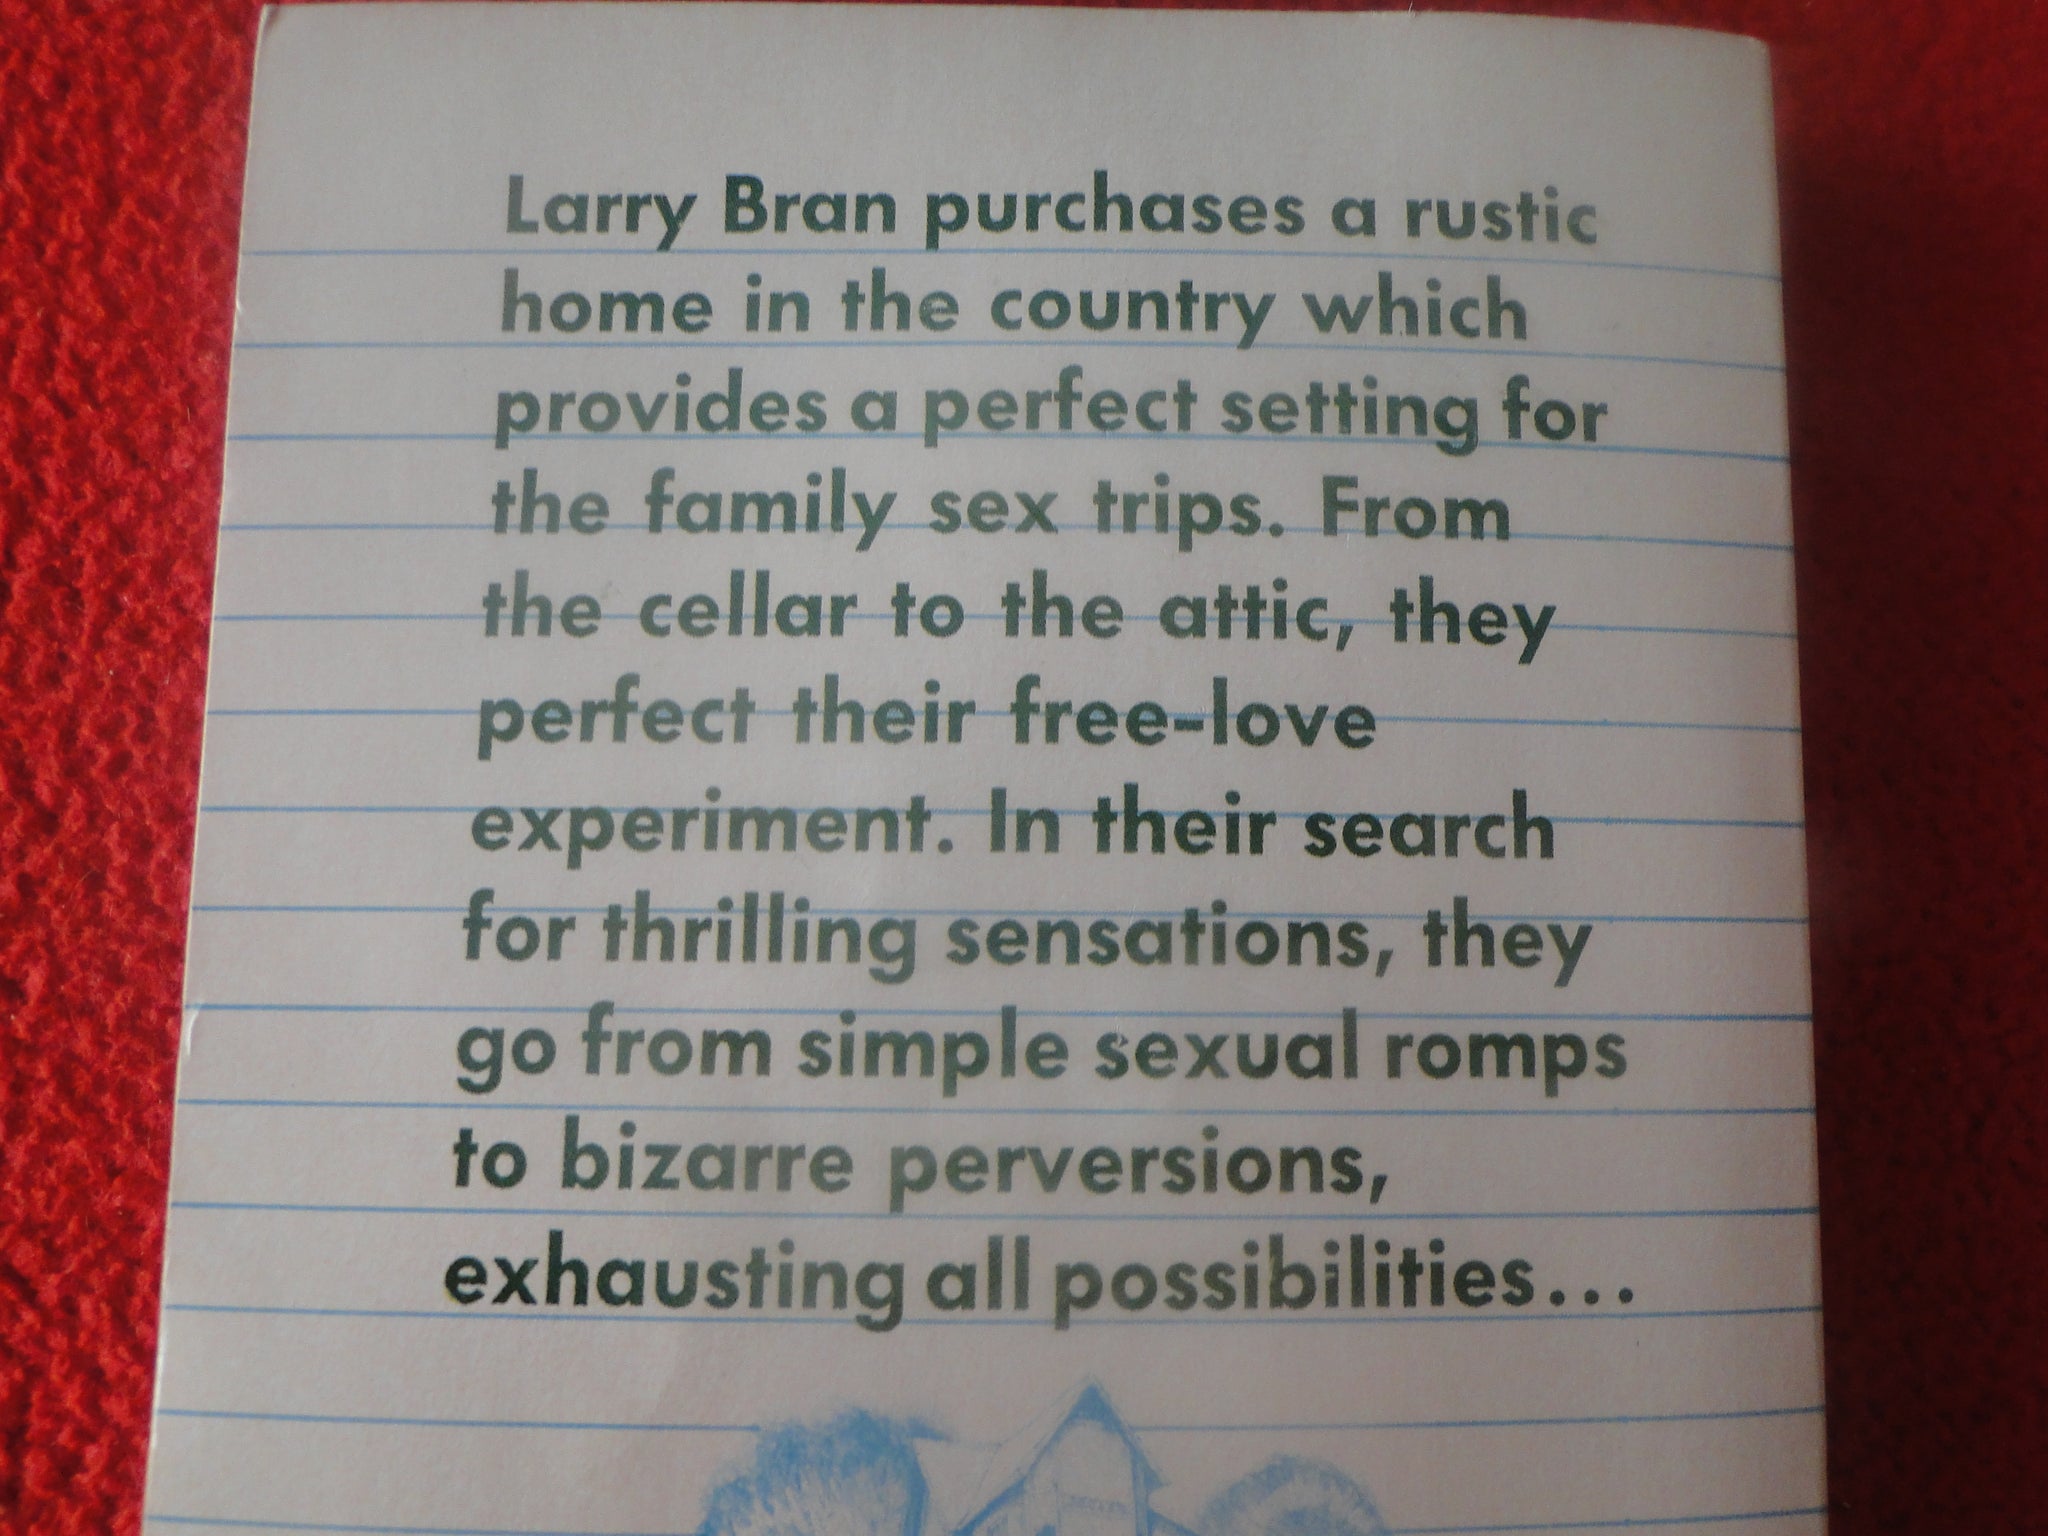 Larry Bran purchases a rustic
home in the country which
provides a perfect setting for
the family sex trips. From
the cellar to the attic, they
perfect their free-love
experiment. In their search
for thrilling sensations, they
go from simple sexual romps
to bizarre perversions,
exhausting all possibilities...